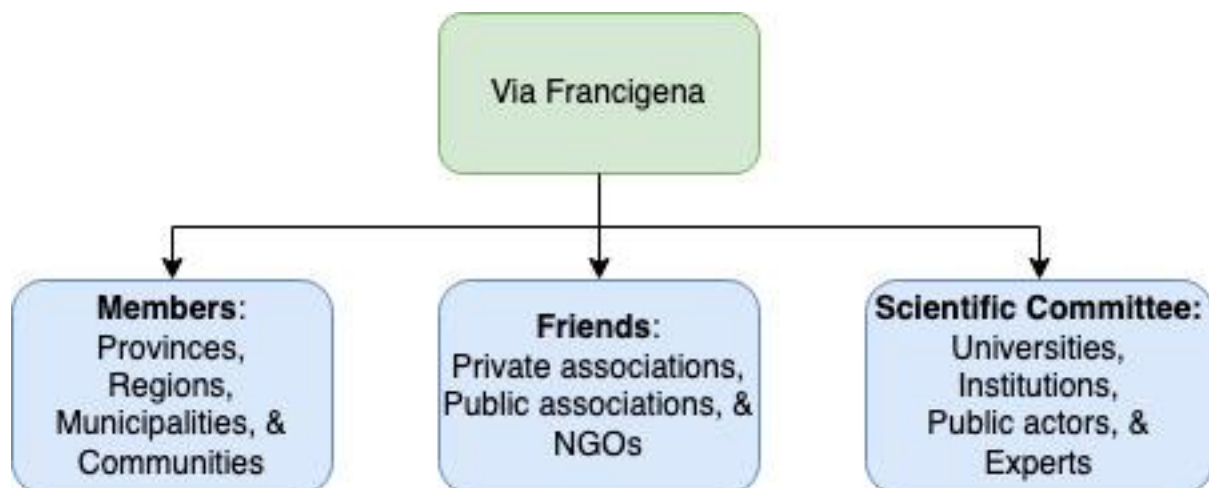 Via Francigena
Members:
Provinces,
Regions,
Municipalities, &
Communities
Friends:
Private associations,
Public associations, &
NGOs
Scientific Committee:
Universities,
Institutions,
Public actors, &
Experts